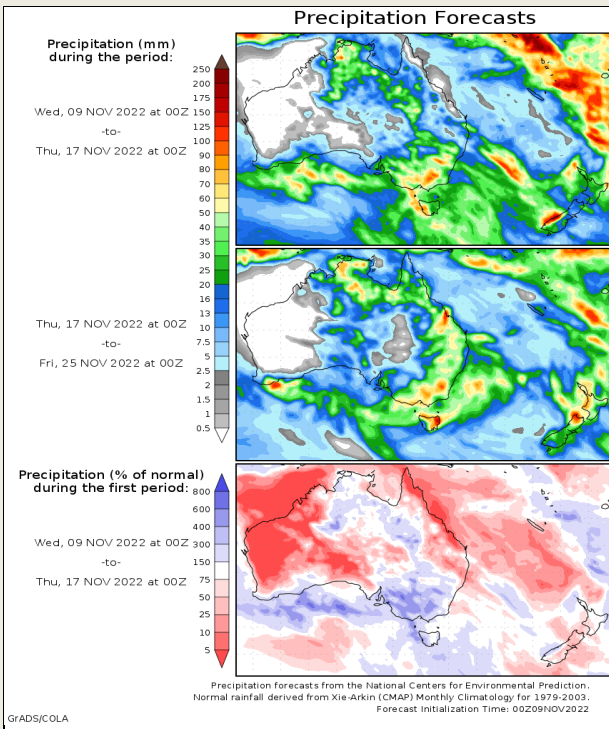 Precipitation Forecasts
Precipitation (mm)
during the period:
Wed, 09 NOV 2022 at 00Z
-to-
Thu, 17 NOV 2022 at 00Z
250
200
175
150
125
100
90
80
70
60
50
40
35
30
25
20
16
13
10
7.5
5
2.5
2
1.5
1
0.5
Thu, 17 NOV 2022 at 00Z
-to-
Fri, 25 NOV 2022 at 00Z
Precipitation (% of normal)
during the first period:
Wed, 09 NOV 2022 at 00Z
-to-
Thu, 17 NOV 2022 at 00Z
800
600
400
300
150
75
50
25
10
5
Precipitation forecasts from the National Centers for Environmental Prediction.
Normal rainfall derived from Xie-Arkin (CMAP) Monthly Climatology for 1979-2003.
Forecast Initialization Time: 00Z09NOV2022
GrADS/COLA